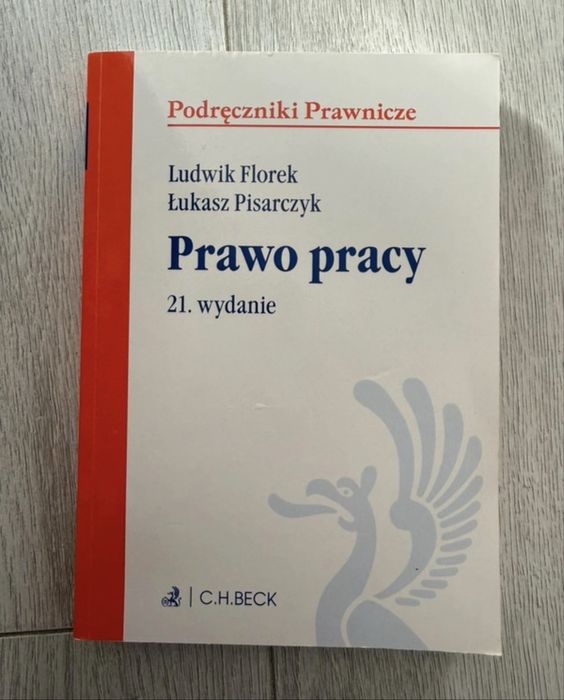 Podręczniki Prawnicze
Ludwik Florek
Łukasz Pisarczyk
Prawo pracy
21. wydanie
C.H.BECK